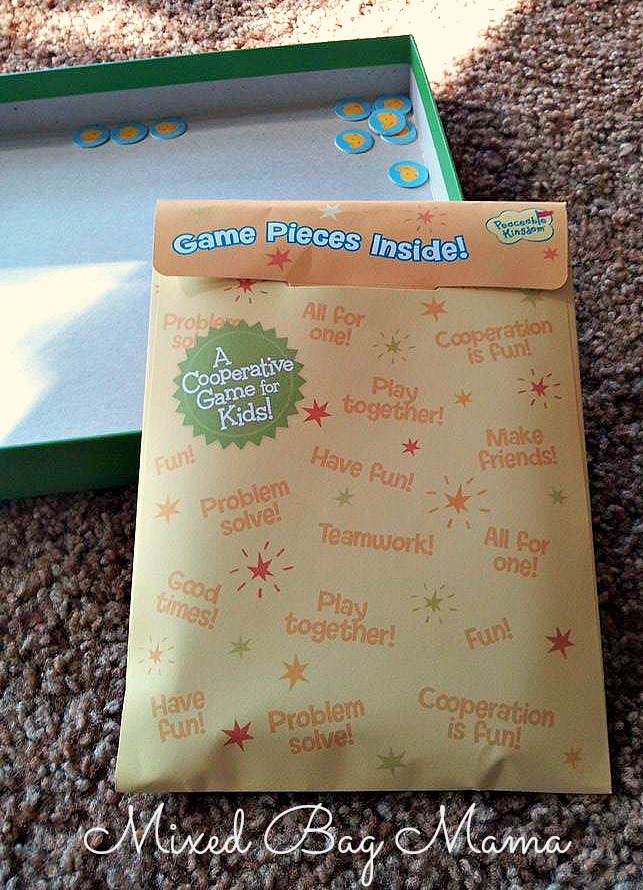 Game Pieces Inside!
Peaceable
Kingdom
Problem
so
All for
one!
Cooperation
is fun!
A
Cooperative
Game for
Kids!
Play
together!
Make
friends!
Fun!
Have fun!
Problem
solve!
Teamwork!
All for
one!
Good
times!
Play
together!
Fun!
Have
fun!
Problem
solve!
Cooperation
is fun!
Mixed Bag Mama